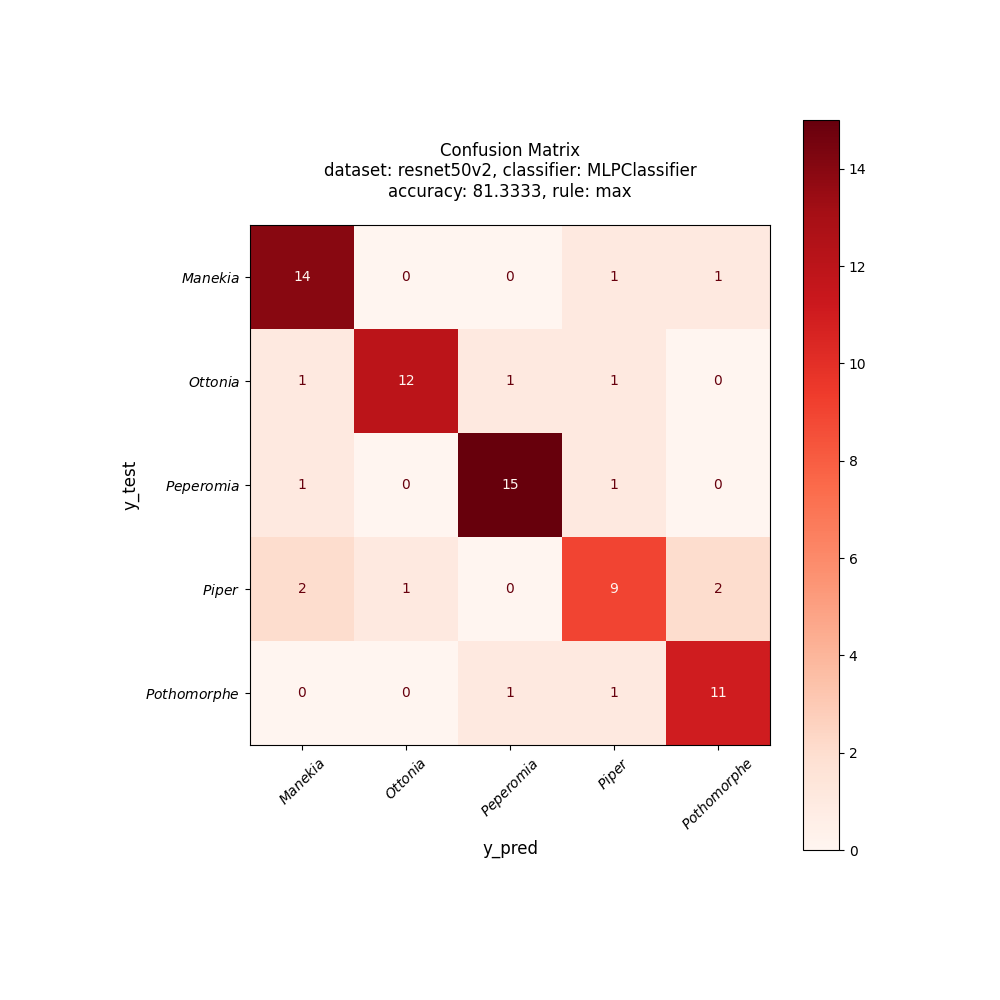 Confusion Matrix
dataset: resnet50v2, classifier: MLPClassifier
accuracy: 81.3333, rule: max
y_test
Manekia 14 0 0 1 1
Ottonia 1 12 1 1 0
Peperomia 1 0 15 1 0
Piper 2 1 0 9 2
Pothomorphe 0 0 1 1 11
Manekia Ottonia Peperomia Piper Pothomorphe
y_pred
14
12
10
8
6
4
2
0